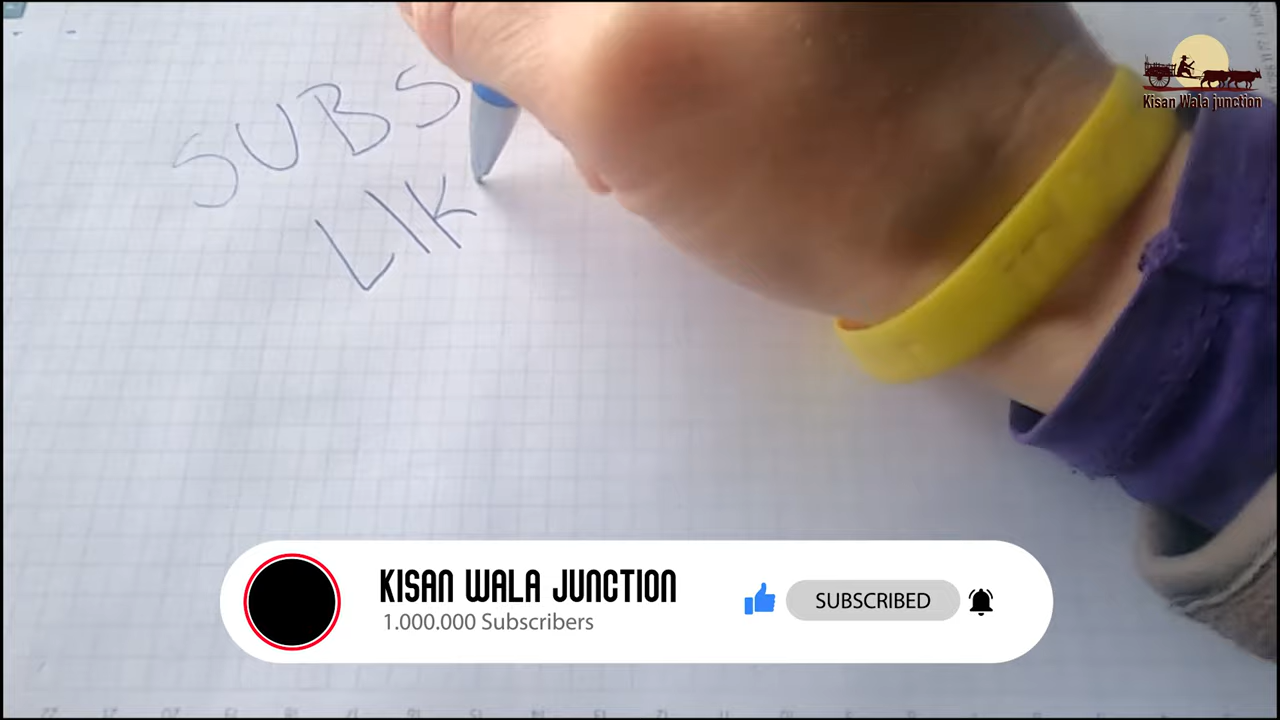 SUBS
LIK
Kisan Wala junction
KISAN WALA JUNCTION
1.000.000 Subscribers
SUBSCRIBED